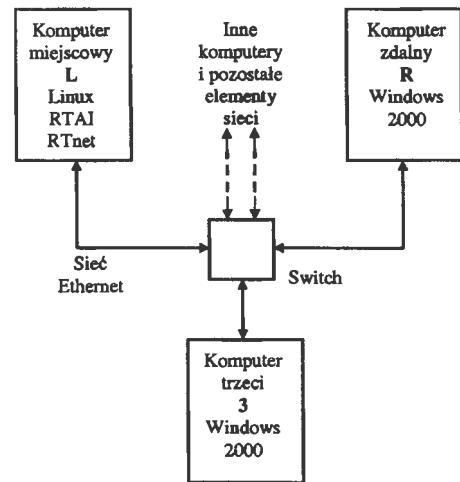 Komputer
miejscowy
L
Linux
RTAI
RTnet
Inne
komputery
i pozostałe
elementy
sieci
Komputer
zdalny
R
Windows
2000
Sieć
Ethernet
Switch
Komputer
trzeci
3
Windows
2000